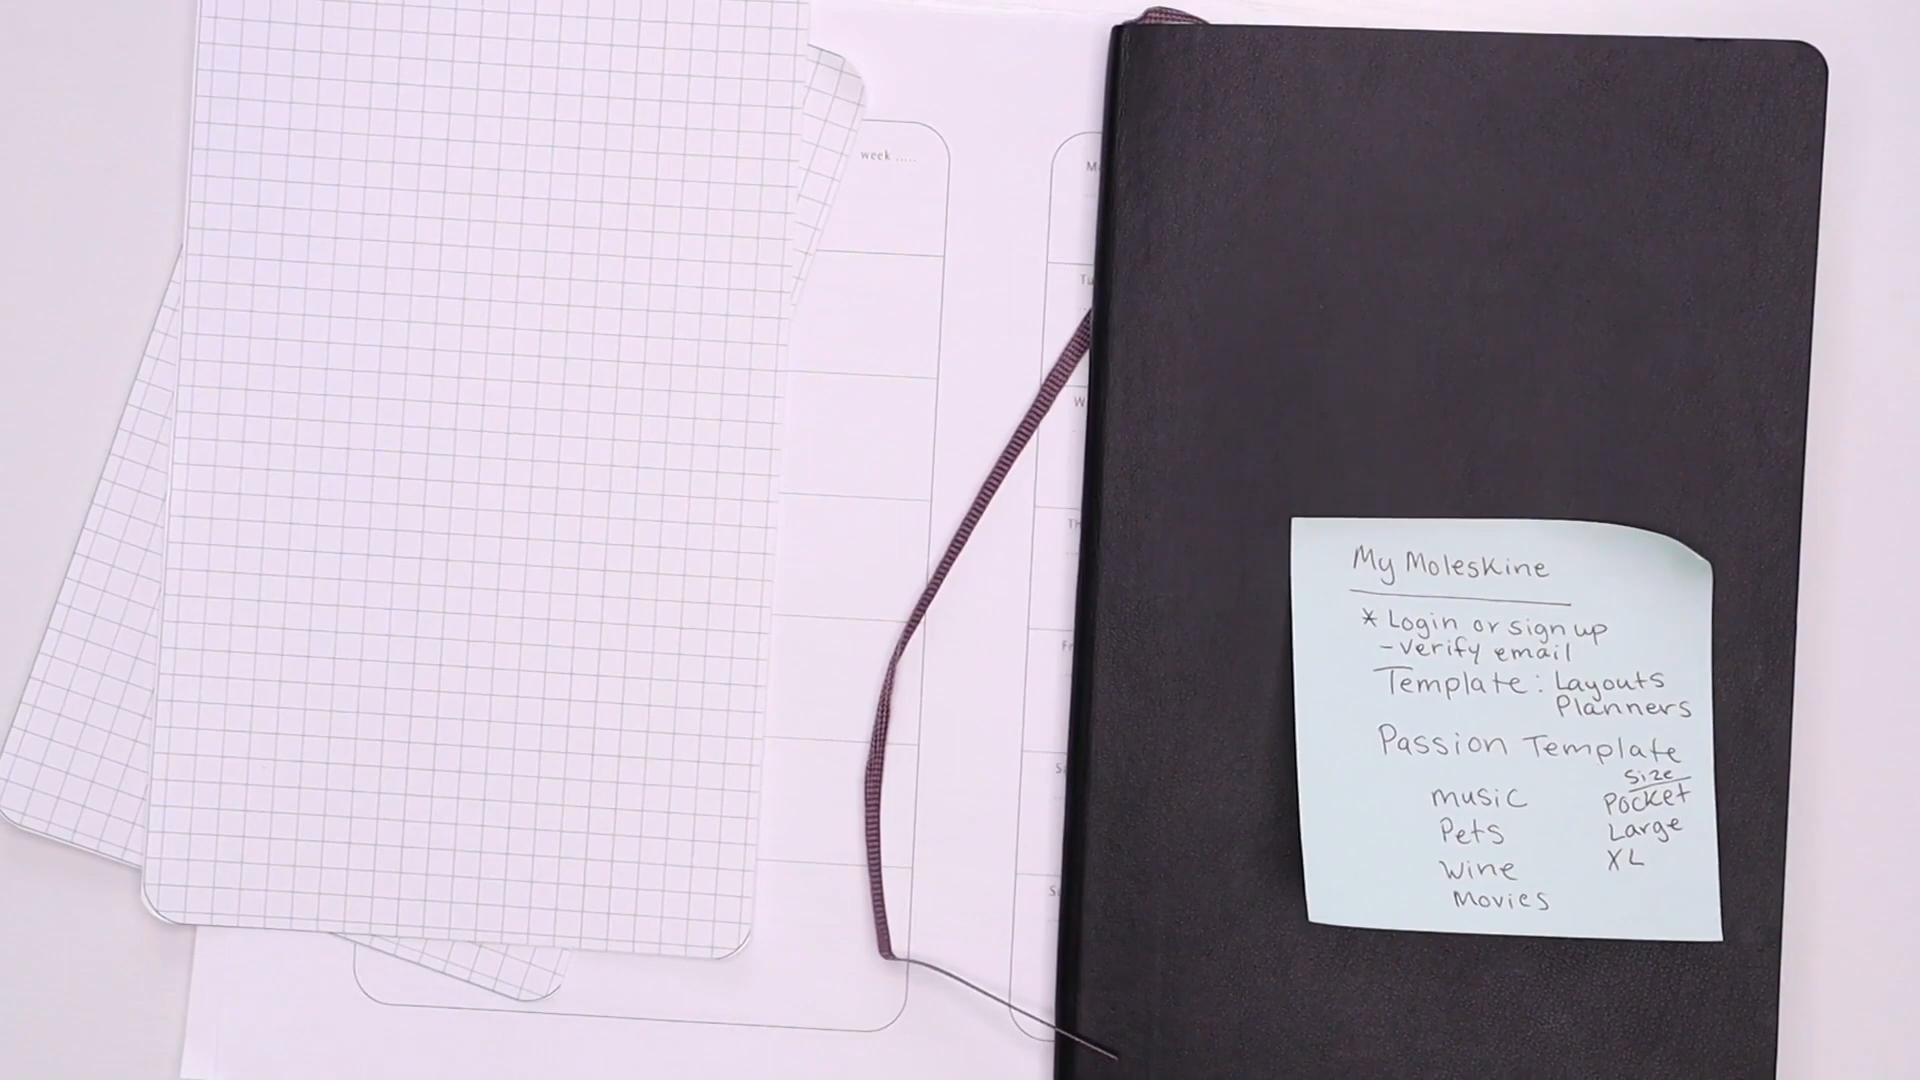 week .....
My Moleskine
* Login or sign up
- Verify email
Template: Layouts
Planners
Passion Template
Size
music
Pocket
Pets
Large
Wine
XL
Movies